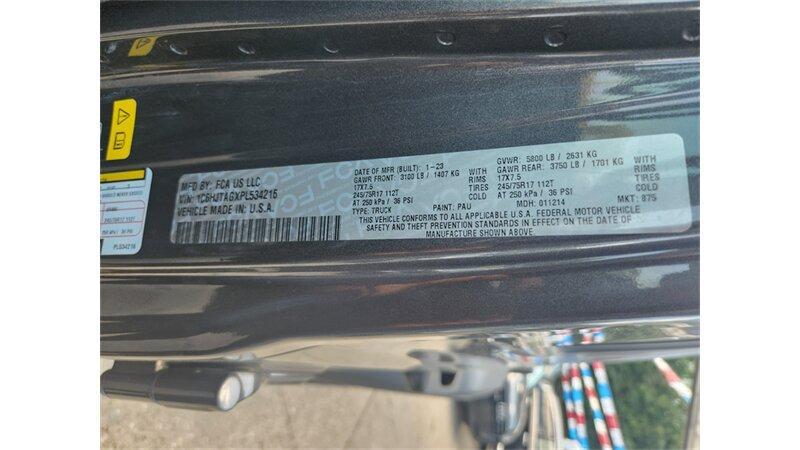 MFD BY: FCA US LLC
VIN: 1C6HJTAGXPL534216
VEHICLE MADE IN U.S.A.
DATE OF MFR (BUILT): 1-23
GAWR FRONT: 3100 LB / 1407 KG WITH
17X7.5 RIMS
245/75R17 112T TIRES
AT 250 kPa / 36 PSI
TYPE: TRUCK
GVWR: 5800 LB / 2631 KG
GAWR REAR: 3750 LB / 1701 KG WITH
17X7.5 RIMS
245/75R17 112T TIRES
AT 250 kPa / 36 PSI
PAINT: PAU MDH: 011214 MKT: 875
THIS VEHICLE CONFORMS TO ALL APPLICABLE U.S.A. FEDERAL MOTOR VEHICLE
SAFETY AND THEFT PREVENTION STANDARDS IN EFFECT ON THE DATE OF
MANUFACTURE SHOWN ABOVE.
PL534216